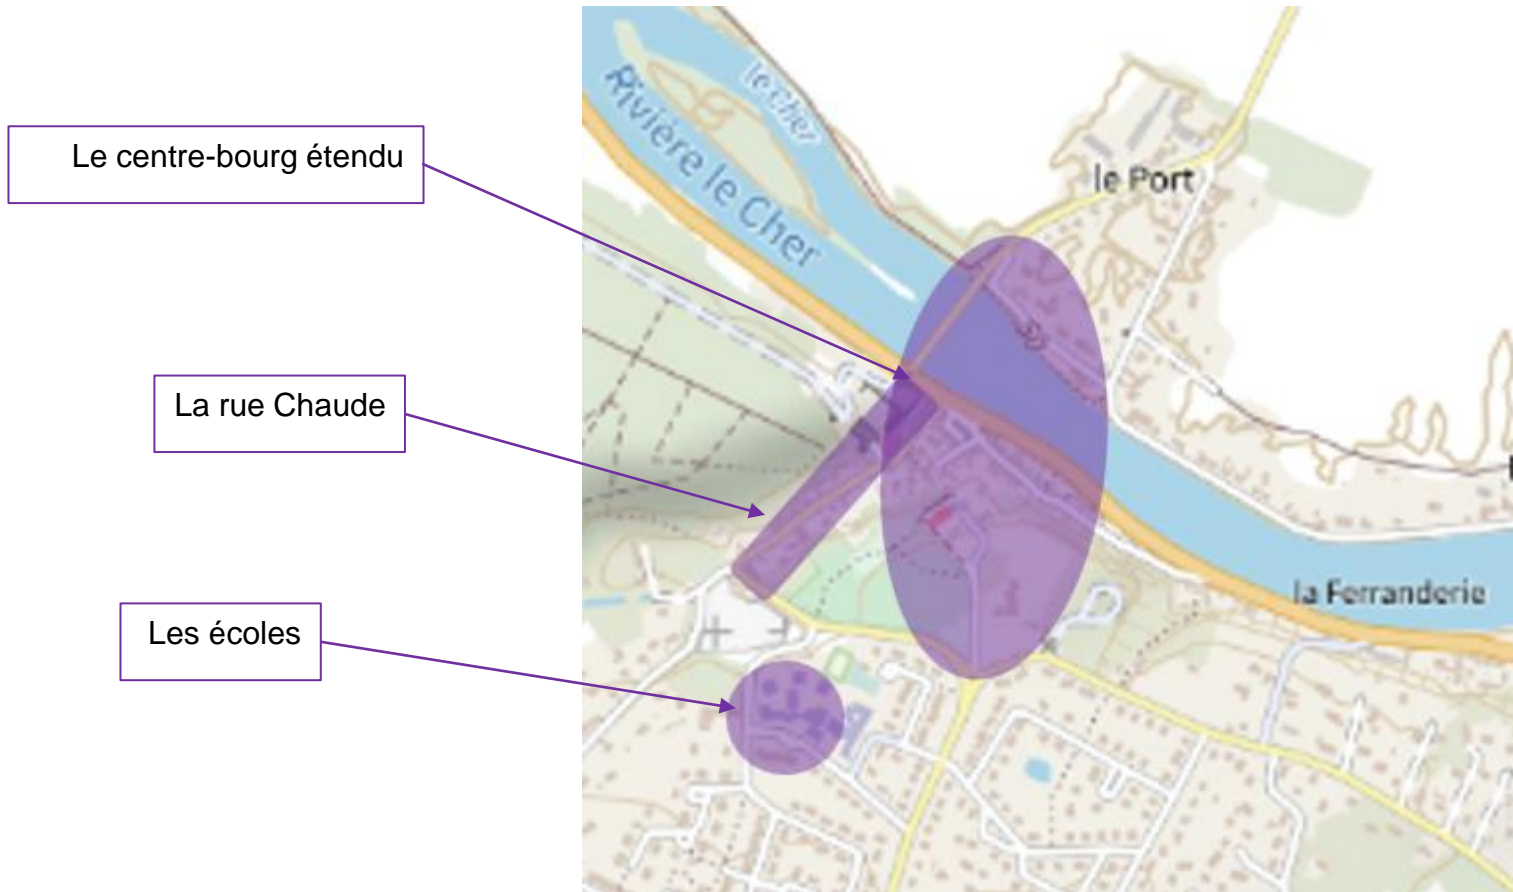 Le centre-bourg étendu
La rue Chaude
Les écoles
le cher
Rivière le Cher
le Port
la Ferranderie